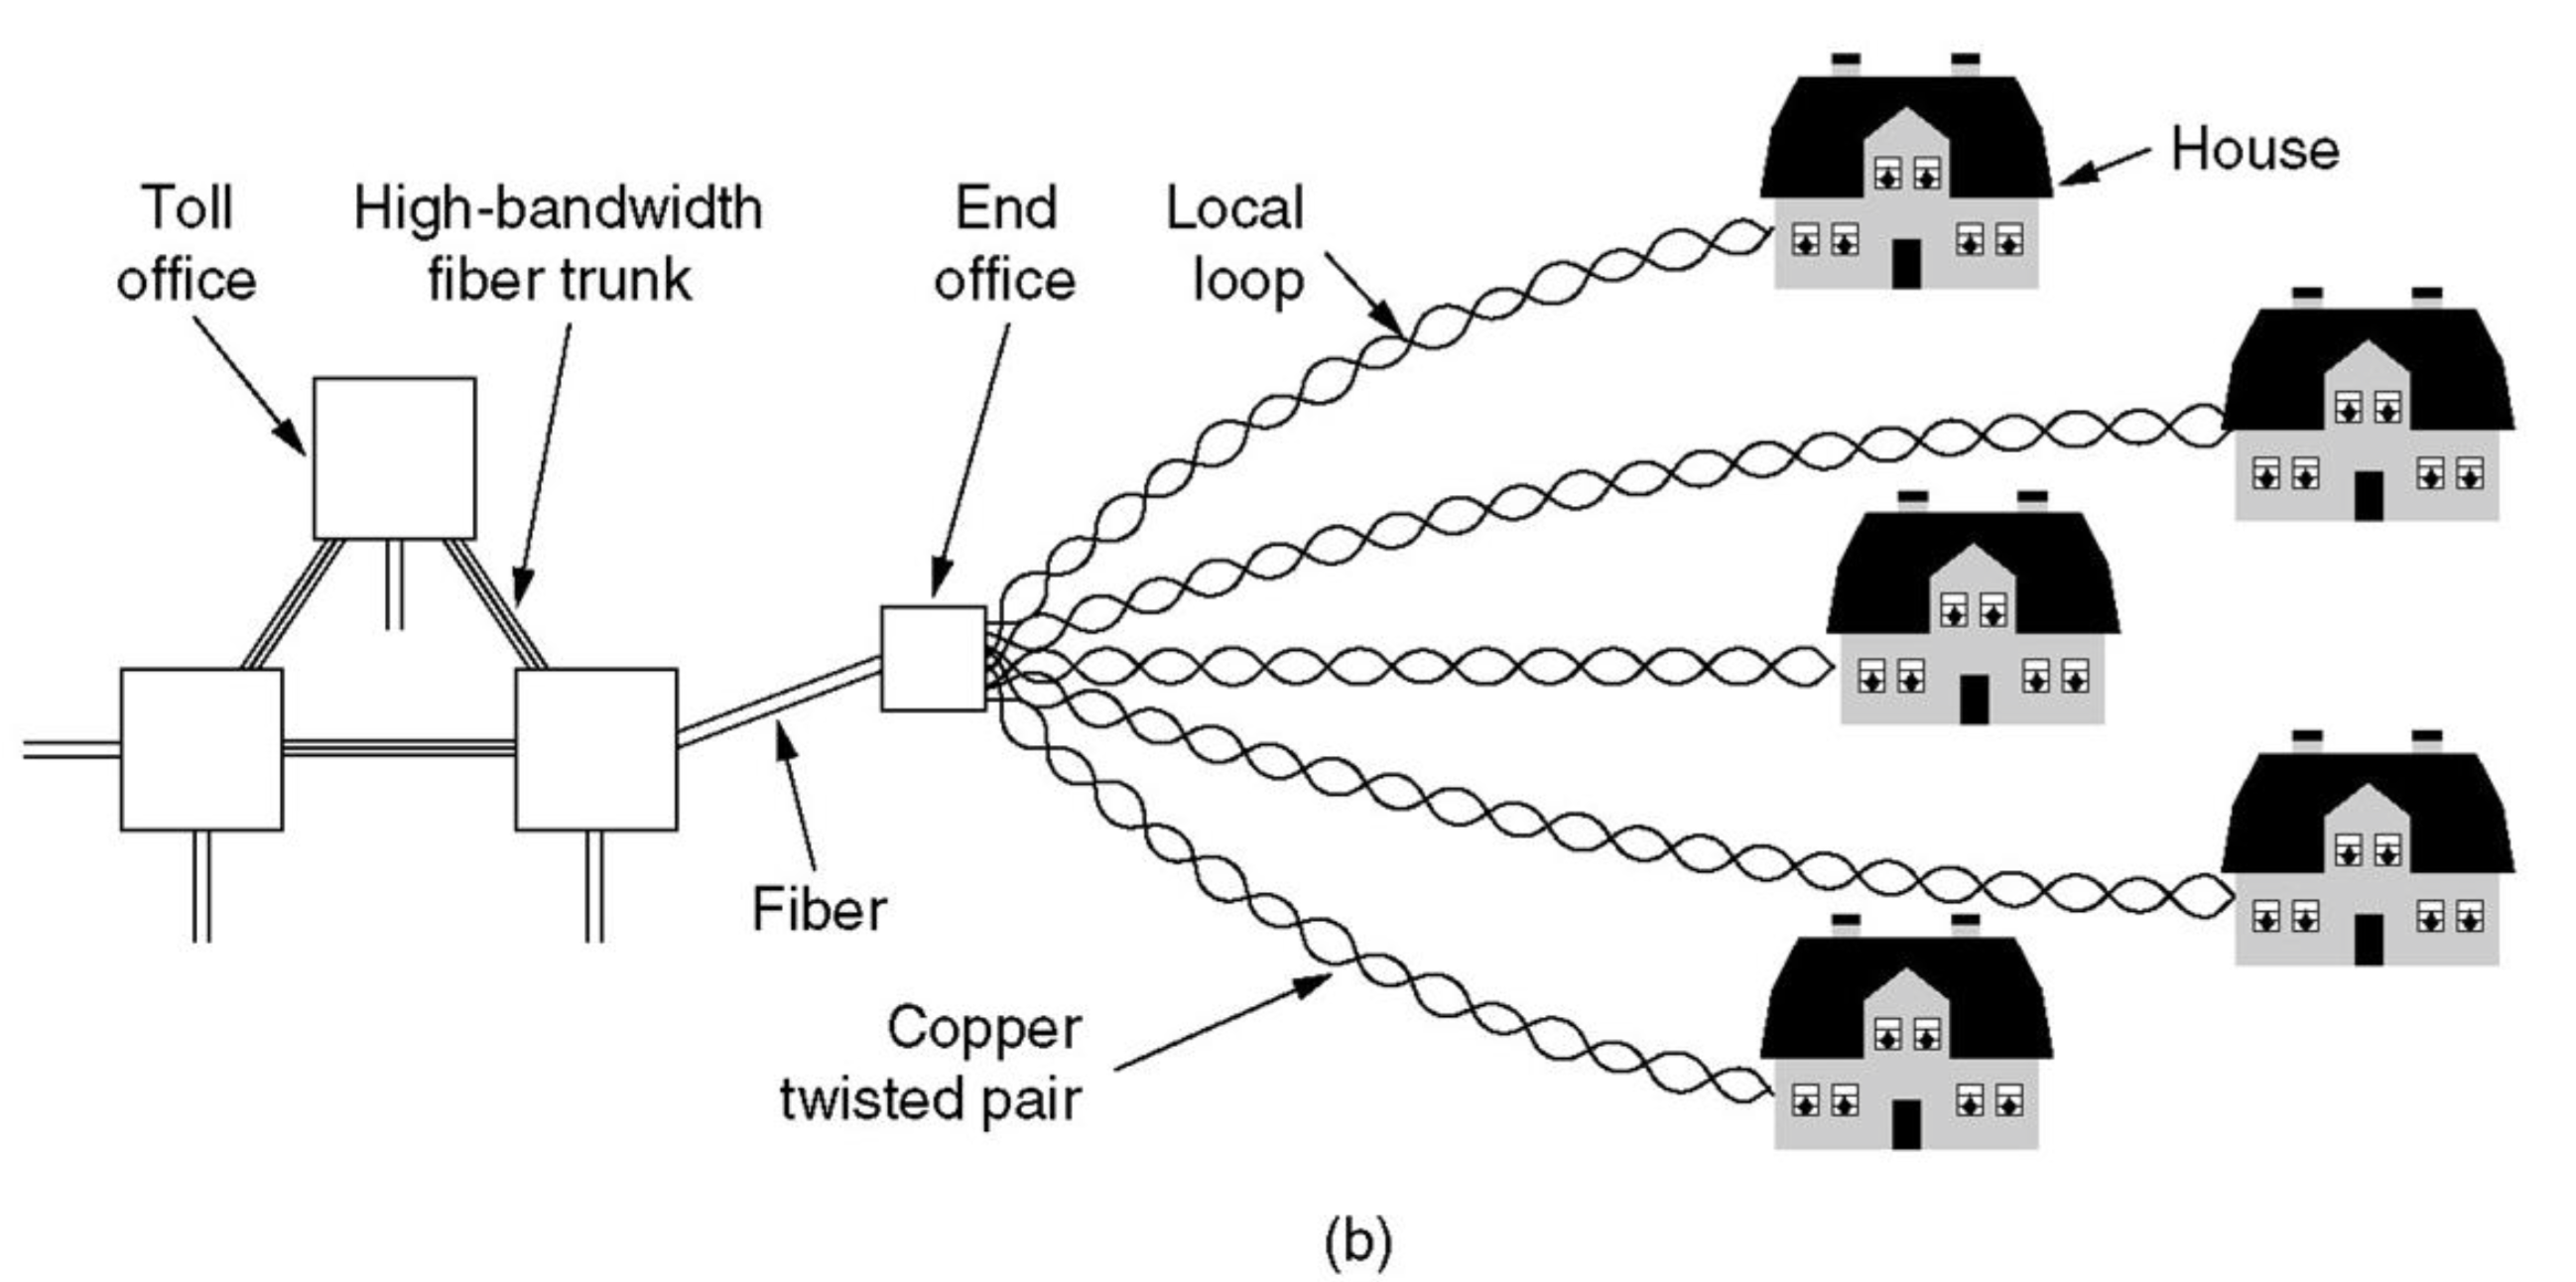 Toll
office
High-bandwidth
fiber trunk
End
office
Local
loop
House
Fiber
Copper
twisted pair
(b)